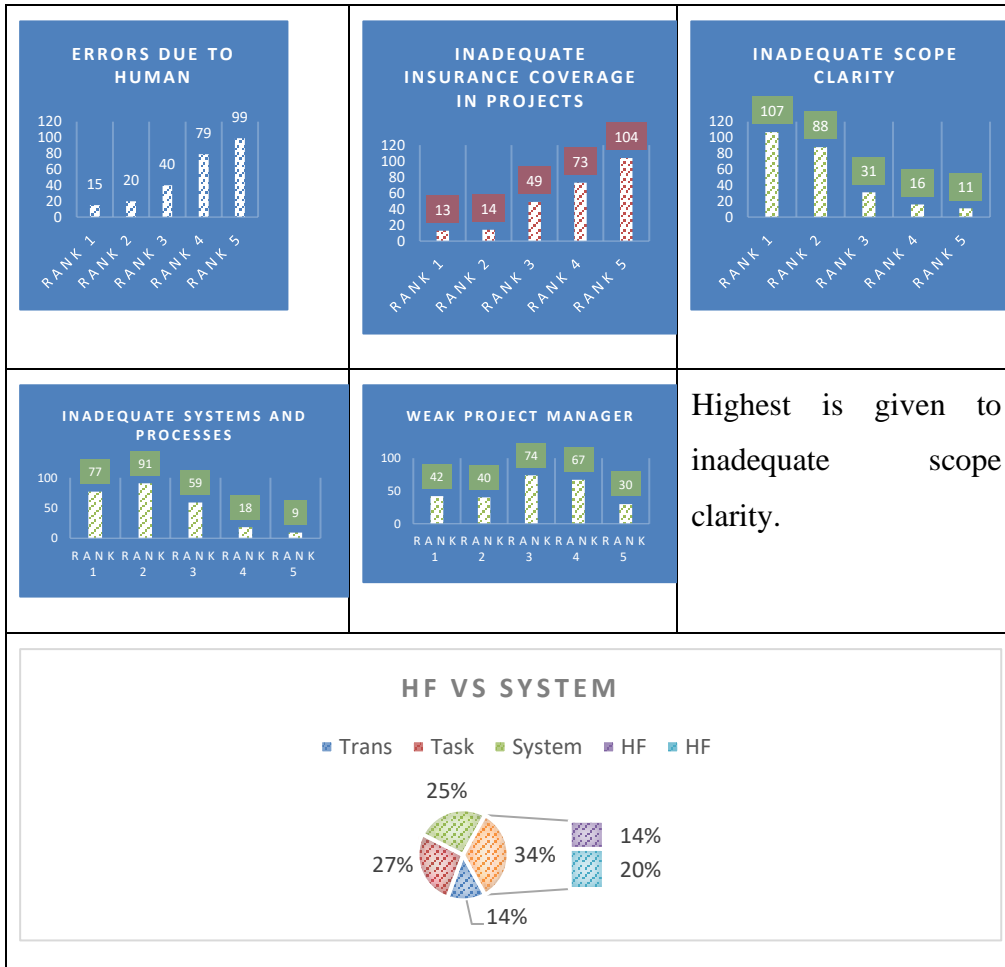 ERRORS DUE TO
HUMAN
120
100
80
60
40
20
0
15
20
40
79
99
RANK 1
RANK 2
RANK 3
RANK 4
RANK 5
INADEQUATE
INSURANCE COVERAGE
IN PROJECTS
120
100
80
60
40
20
0
13
14
49
73
104
RANK 1
RANK 2
RANK 3
RANK 4
RANK 5
INADEQUATE SCOPE
CLARITY
120
100
80
60
40
20
0
107
88
31
16
11
RANK 1
RANK 2
RANK 3
RANK 4
RANK 5
INADEQUATE SYSTEMS AND
PROCESSES
100
50
0
77
91
59
18
9
RANK RANK RANK RANK RANK
1 2 3 4 5
WEAK PROJECT MANAGER
100
50
0
42
40
74
67
30
RANK RANK RANK RANK RANK
1 2 3 4 5
Highest is given to
inadequate scope
clarity.
HF VS SYSTEM
Trans Task System HF HF
25%
14%
27%
34%
20%
14%